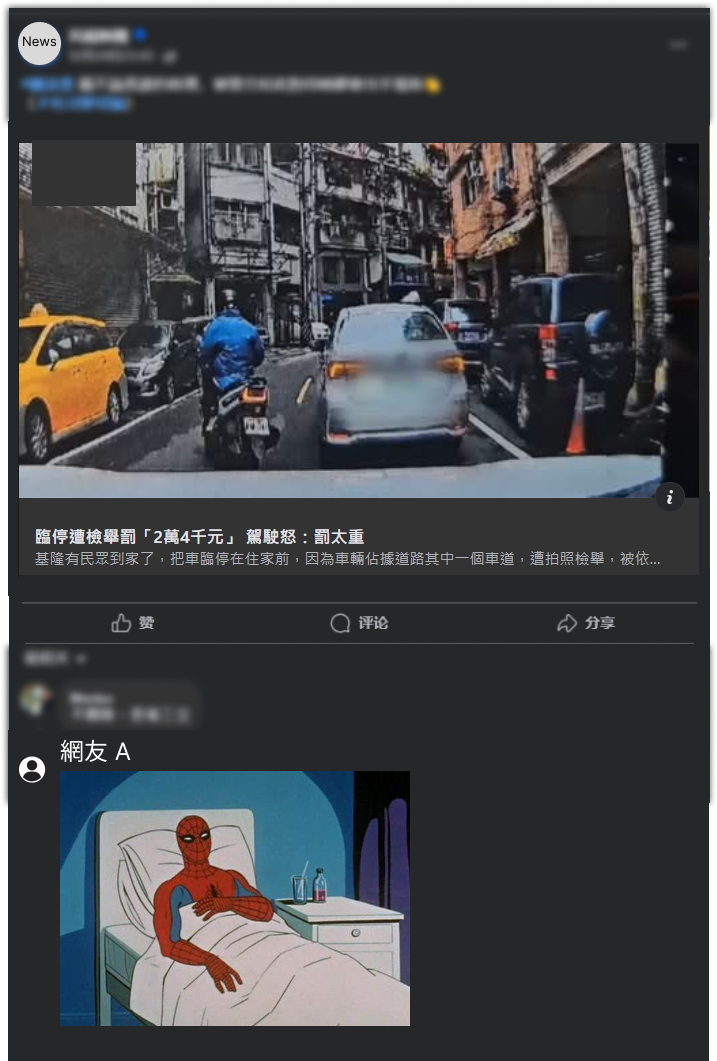 News
臨停遭檢舉罰「2萬4千元」 駕駛怒：罰太重
基隆有民眾到家了，把車臨停在住家前，因為車輛佔據道路其中一個車道，遭拍照檢舉，被依...
赞
评论
分享
網友 A